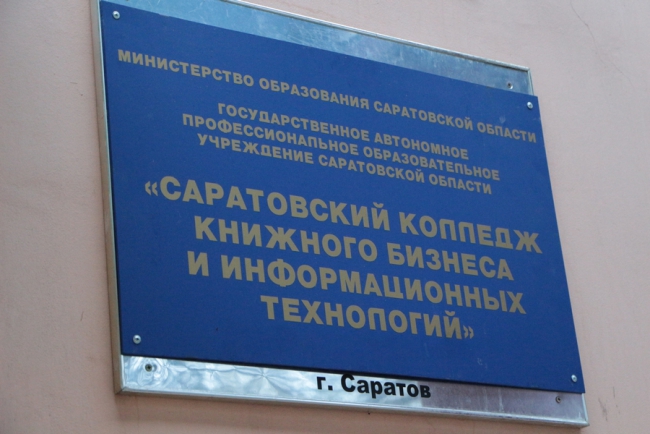 МИНИСТЕРСТВО ОБРАЗОВАНИЯ САРАТОВСКОЙ ОБЛАСТИ
ГОСУДАРСТВЕННОЕ АВТОНОМНОЕ
ПРОФЕССИОНАЛЬНОЕ ОБРАЗОВАТЕЛЬНОЕ
УЧРЕЖДЕНИЕ САРАТОВСКОЙ ОБЛАСТИ
«САРАТОВСКИЙ КОЛЛЕДЖ
КНИЖНОГО БИЗНЕСА
И ИНФОРМАЦИОННЫХ
ТЕХНОЛОГИЙ»
г. Саратов